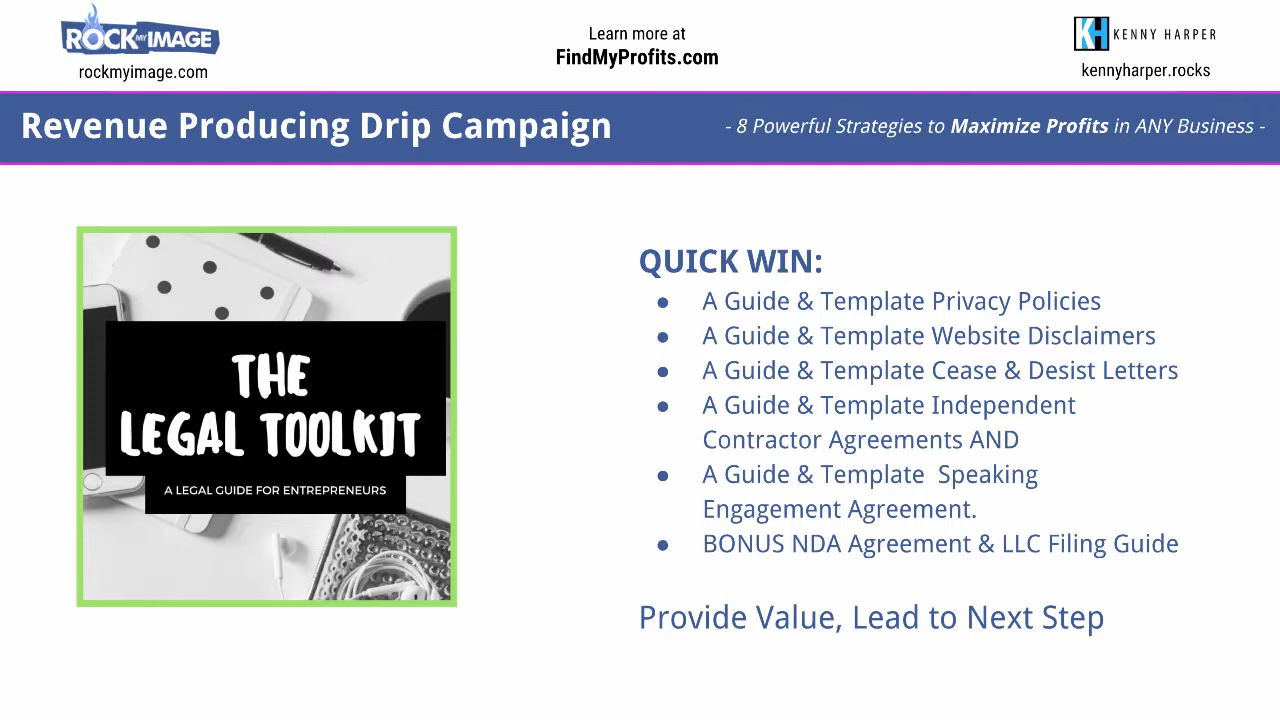 ROCK MY IMAGE
rockmyimage.com
Learn more at
FindMyProfits.com
KH KENNY HARPER
kennyharper.rocks
Revenue Producing Drip Campaign
- 8 Powerful Strategies to Maximize Profits in ANY Business -
THE
LEGAL TOOLKIT
A LEGAL GUIDE FOR ENTREPRENEURS
QUICK WIN:
● A Guide & Template Privacy Policies
● A Guide & Template Website Disclaimers
● A Guide & Template Cease & Desist Letters
● A Guide & Template Independent
Contractor Agreements AND
● A Guide & Template  Speaking
Engagement Agreement.
● BONUS NDA Agreement & LLC Filing Guide
Provide Value, Lead to Next Step